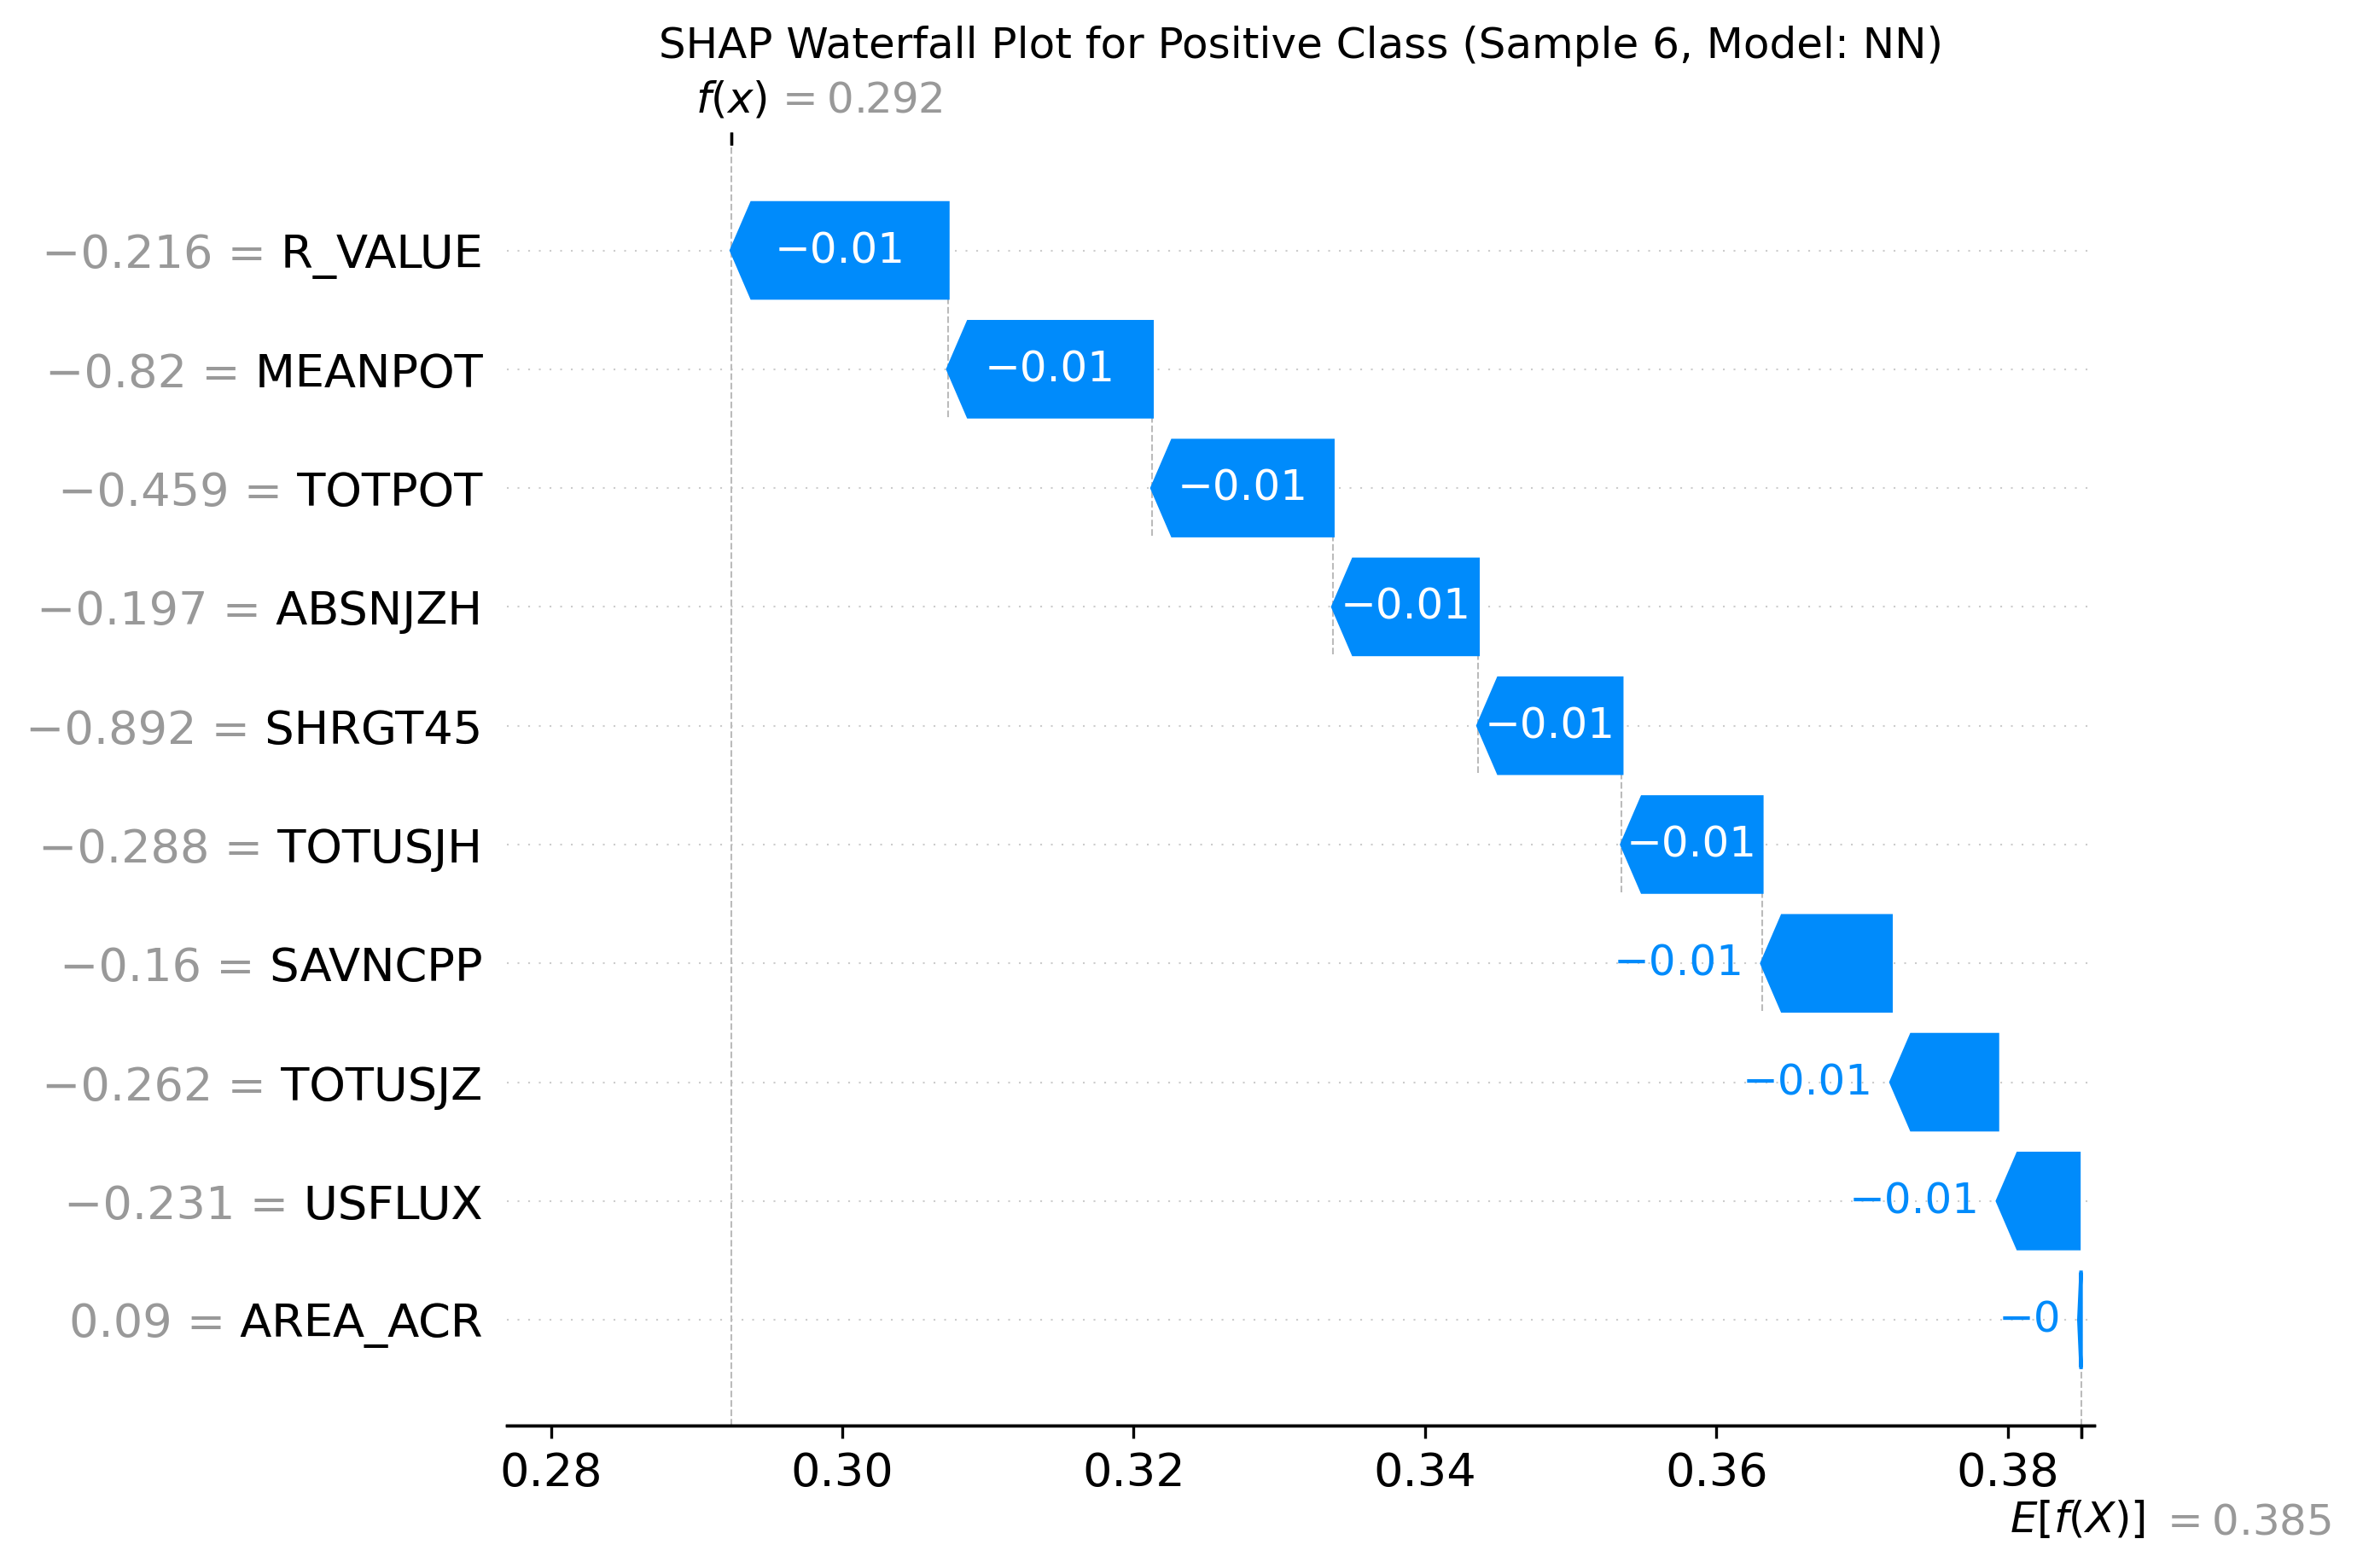 SHAP Waterfall Plot for Positive Class (Sample 6, Model: NN)
f(x) = 0.292
−0.216 = R_VALUE −0.01
−0.82 = MEANPOT −0.01
−0.459 = TOTPOT −0.01
−0.197 = ABSNJZH −0.01
−0.892 = SHRGT45 −0.01
−0.288 = TOTUSJH −0.01
−0.16 = SAVNCPP −0.01
−0.262 = TOTUSJZ −0.01
−0.231 = USFLUX −0.01
0.09 = AREA_ACR −0
0.28 0.30 0.32 0.34 0.36 0.38
E[f(X)] = 0.385